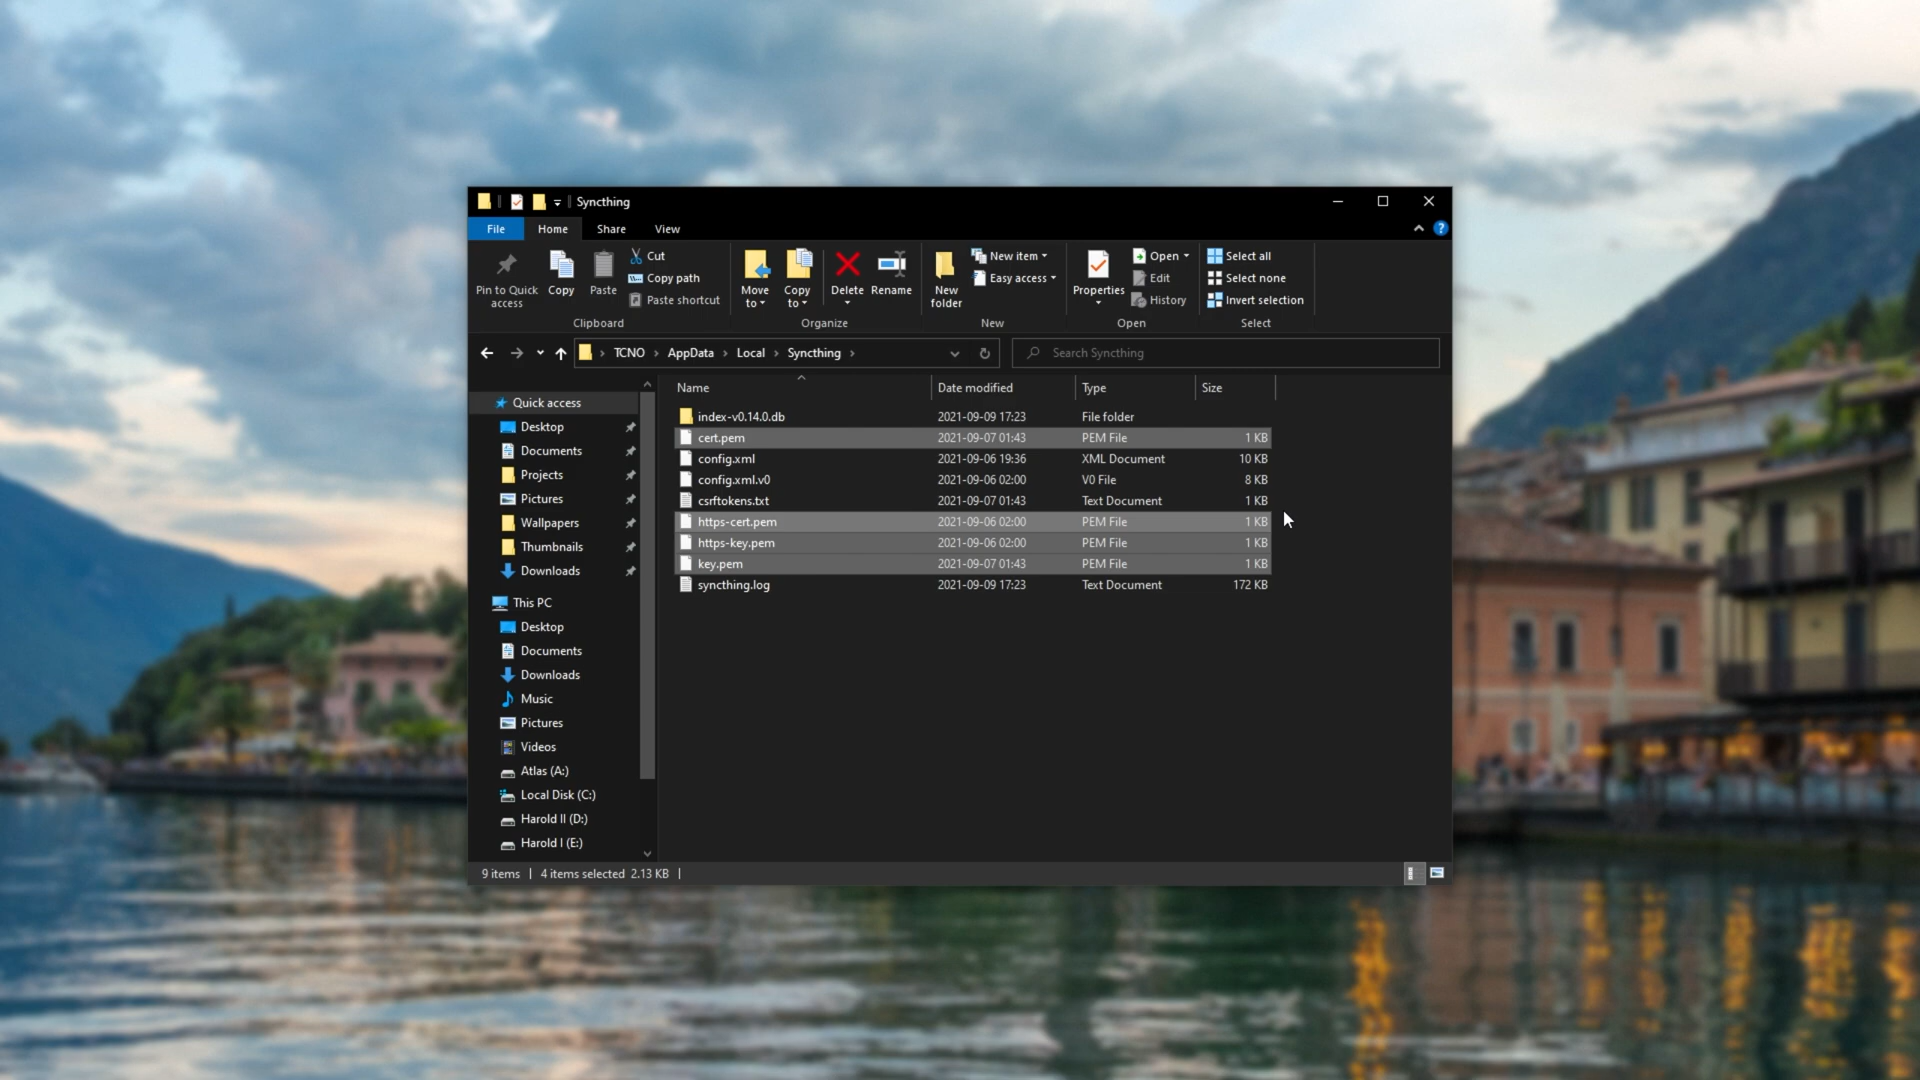 Syncthing
File Home Share View
Pin to Quick access
Copy
Paste
Cut
Copy path
Paste shortcut
Clipboard
Move to
Copy to
Delete
Rename
Organize
New folder
New item
Easy access
New
Properties
Open
Edit
History
Open
Select all
Select none
Invert selection
Select
TCNO > AppData > Local > Syncthing >
Search Syncthing
Quick access
Desktop
Documents
Projects
Pictures
Wallpapers
Thumbnails
Downloads
This PC
Desktop
Documents
Downloads
Music
Pictures
Videos
Atlas (A:)
Local Disk (C:)
Harold II (D:)
Harold I (E:)
Name Date modified Type Size
index-v0.14.0.db 2021-09-09 17:23 File folder
cert.pem 2021-09-07 01:43 PEM File 1 KB
config.xml 2021-09-06 19:36 XML Document 10 KB
config.xml.v0 2021-09-06 02:00 V0 File 8 KB
csrftokens.txt 2021-09-07 01:43 Text Document 1 KB
https-cert.pem 2021-09-06 02:00 PEM File 1 KB
https-key.pem 2021-09-06 02:00 PEM File 1 KB
key.pem 2021-09-07 01:43 PEM File 1 KB
syncthing.log 2021-09-09 17:23 Text Document 172 KB
9 items | 4 items selected 2.13 KB |